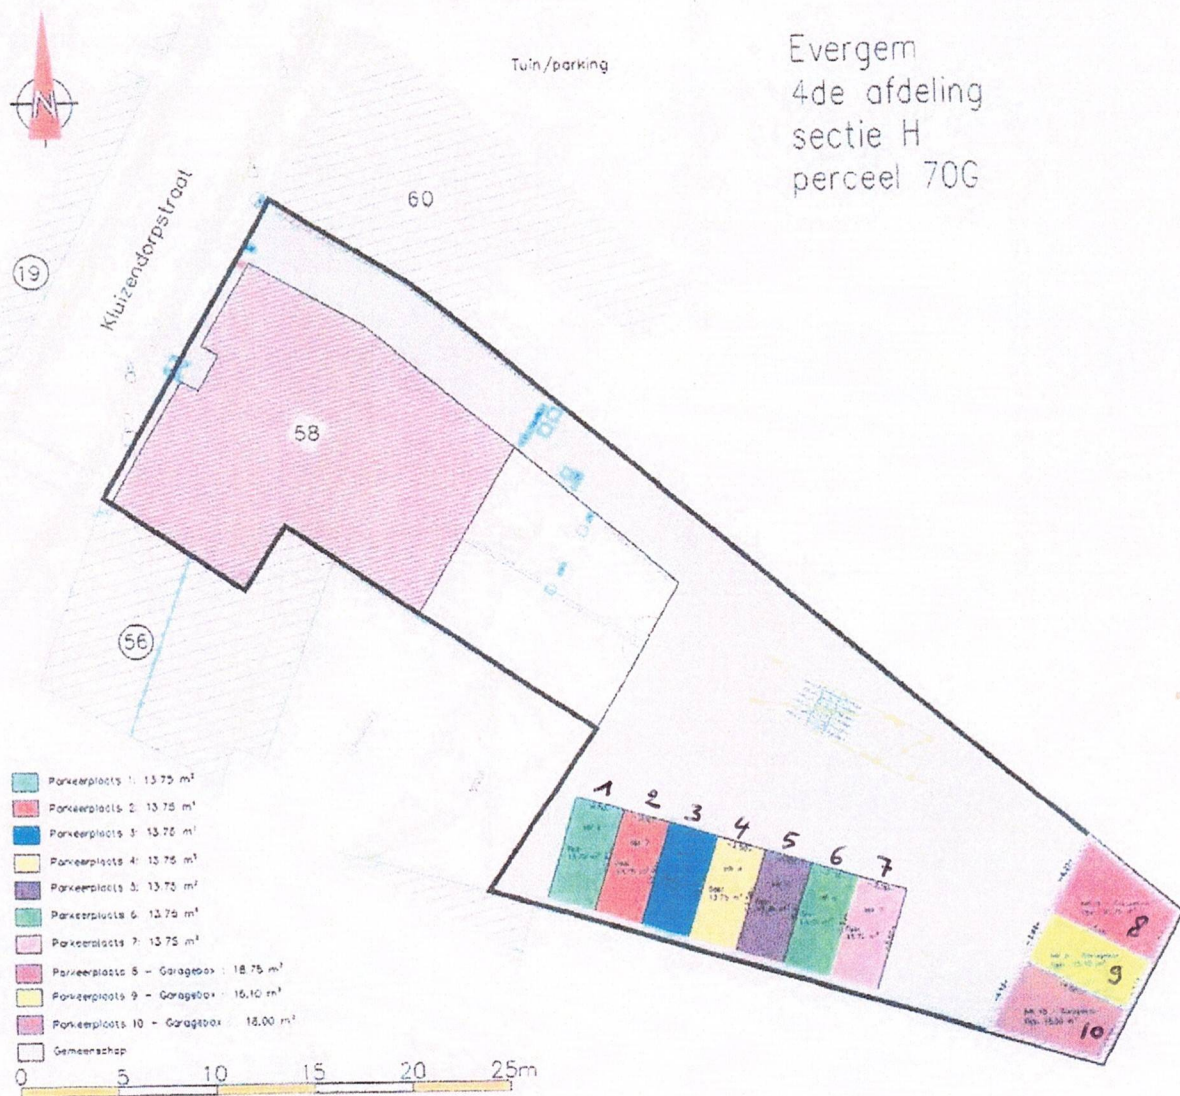 N
Tuin/parking
Evergem
4de afdeling
sectie H
perceel 70G
60
Kluizendorpstraat
19
58
56
1 2 3 4 5 6 7
8
9
10
Parkeerplaats 1: 13.75 m²
Parkeerplaats 2: 13.75 m²
Parkeerplaats 3: 13.75 m²
Parkeerplaats 4: 13.75 m²
Parkeerplaats 5: 13.75 m²
Parkeerplaats 6: 13.75 m²
Parkeerplaats 7: 13.75 m²
Parkeerplaats 8 - Garagebox : 18.75 m²
Parkeerplaats 9 - Garagebox : 15.10 m²
Parkeerplaats 10 - Garagebox : 18.00 m²
Gemeenschap
0 5 10 15 20 25m